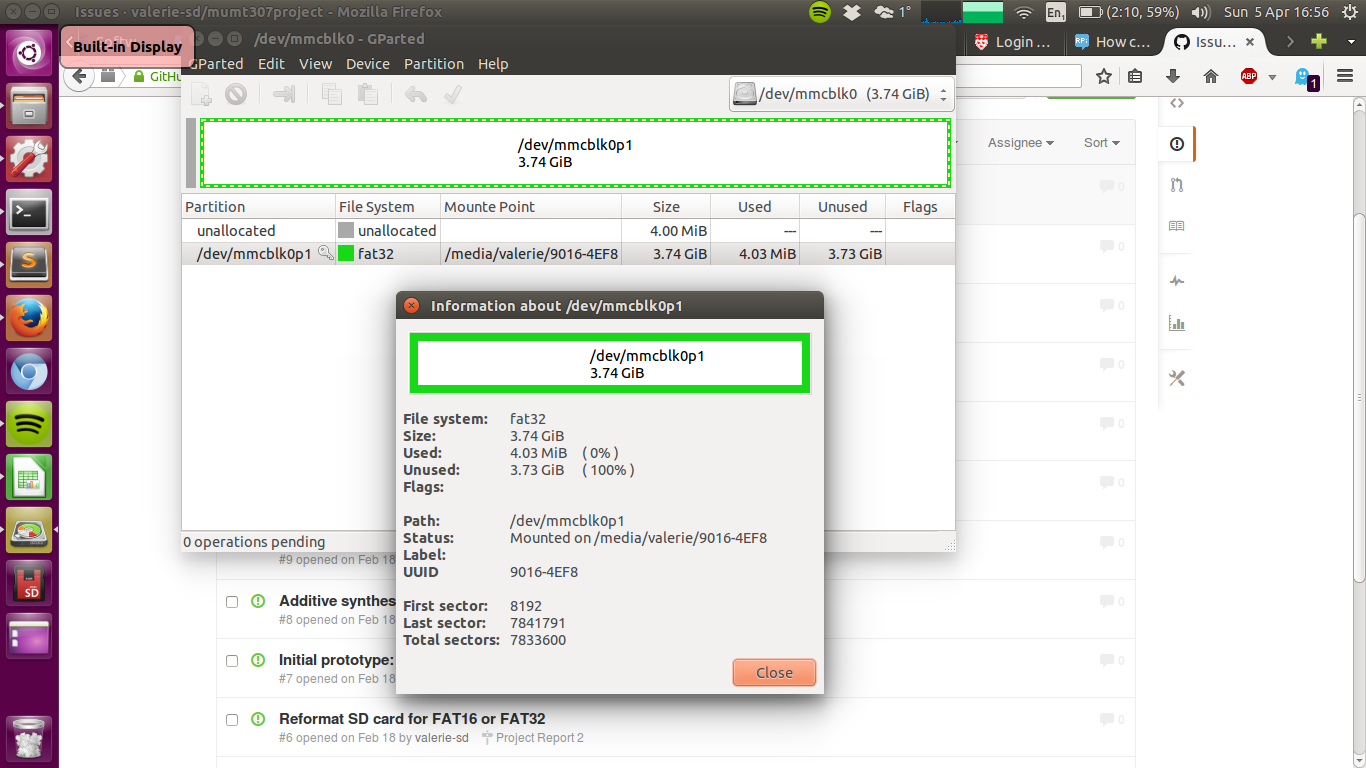 Issues · valerie-sd/mumt307project - Mozilla Firefox
1°
En1
(2:10, 59%)
Sun 5 Apr 16:56
Built-in Display
/dev/mmcblk0 - GParted
Login ...
How c...
Issu...
GParted Edit View Device Partition Help
GitHu
ABP
1
/dev/mmcblk0 (3.74 GiB)
/dev/mmcblk0p1
3.74 GiB
Assignee
Sort
Partition File System Mounte Point Size Used Unused Flags
unallocated unallocated 4.00 MiB --- ---
/dev/mmcblk0p1 fat32 /media/valerie/9016-4EF8 3.74 GiB 4.03 MiB 3.73 GiB
0
0
0
0
0
0
0
0
0
0
Information about /dev/mmcblk0p1
/dev/mmcblk0p1
3.74 GiB
File system: fat32
Size: 3.74 GiB
Used: 4.03 MiB ( 0% )
Unused: 3.73 GiB ( 100% )
Flags:
Path: /dev/mmcblk0p1
Status: Mounted on /media/valerie/9016-4EF8
Label:
UUID 9016-4EF8
First sector: 8192
Last sector: 7841791
Total sectors: 7833600
Close
0 operations pending
#9 opened on Feb 18
SD
Additive synthes
#8 opened on Feb 18
Initial prototype:
#7 opened on Feb 18
Reformat SD card for FAT16 or FAT32
#6 opened on Feb 18 by valerie-sd Project Report 2